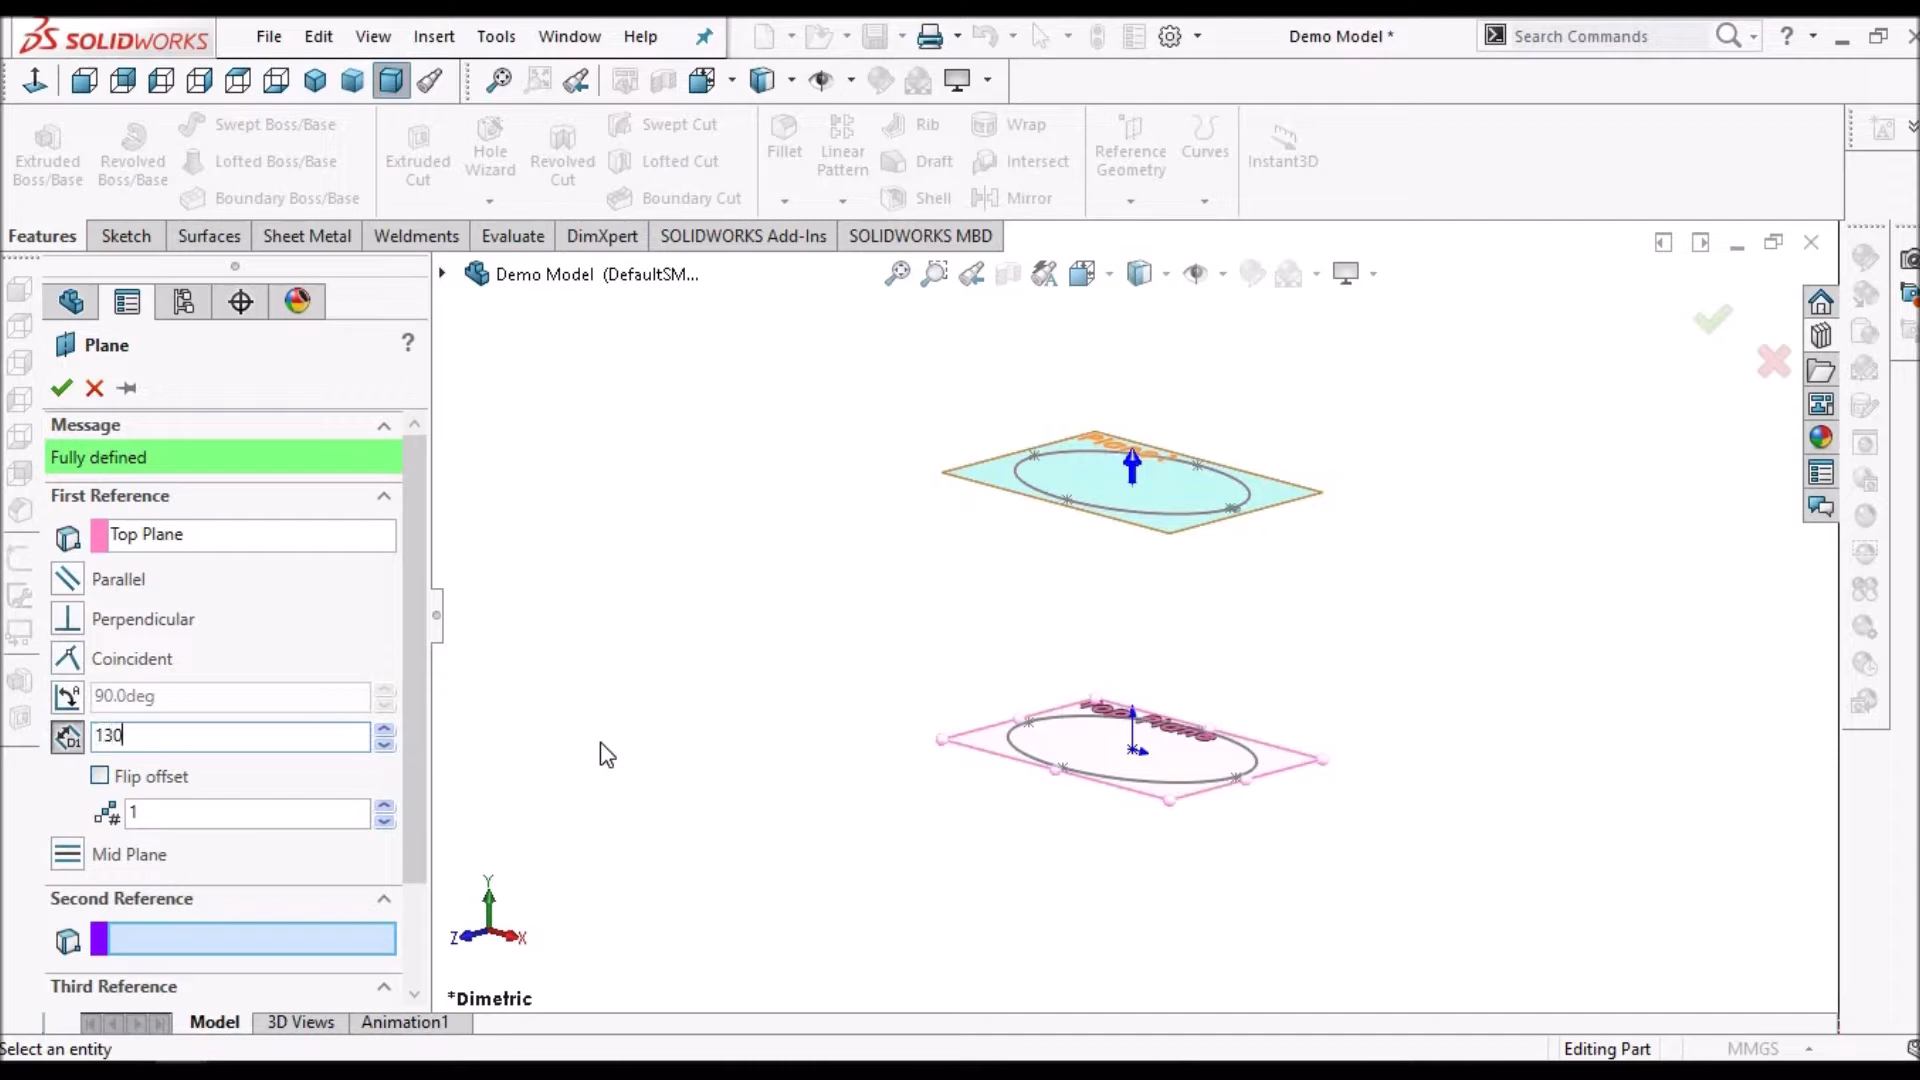 SOLIDWORKS
File Edit View Insert Tools Window Help
Demo Model *
Search Commands
?
Extruded Boss/Base
Revolved Boss/Base
Swept Boss/Base
Lofted Boss/Base
Boundary Boss/Base
Extruded Cut
Hole Wizard
Revolved Cut
Swept Cut
Lofted Cut
Boundary Cut
Fillet
Linear Pattern
Rib
Draft
Shell
Wrap
Intersect
Mirror
Reference Geometry
Curves
Instant3D
Features Sketch Surfaces Sheet Metal Weldments Evaluate DimXpert SOLIDWORKS Add-Ins SOLIDWORKS MBD
Demo Model (DefaultSM...
Plane
?
Message
Fully defined
First Reference
Top Plane
Parallel
Perpendicular
Coincident
90.0deg
130
Flip offset
1
Mid Plane
Second Reference
Third Reference
Top Plane
Y
Z X
*Dimetric
Model 3D Views Animation1
Select an entity
Editing Part
MMGS